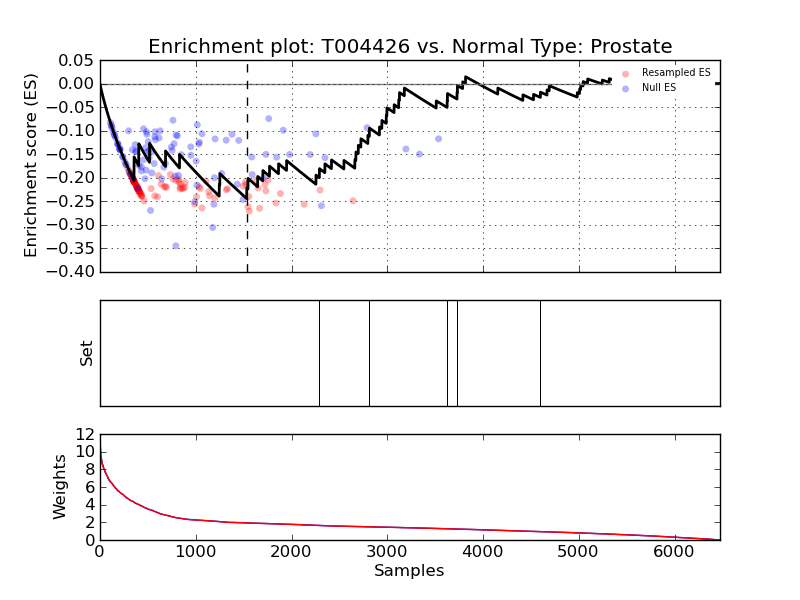 Enrichment plot: T004426 vs. Normal Type: Prostate
Enrichment score (ES)
0.05
0.00
−0.05
−0.10
−0.15
−0.20
−0.25
−0.30
−0.35
−0.40
Resampled ES
Null ES
Set
Weights
12
10
8
6
4
2
0
0 1000 2000 3000 4000 5000 6000
Samples